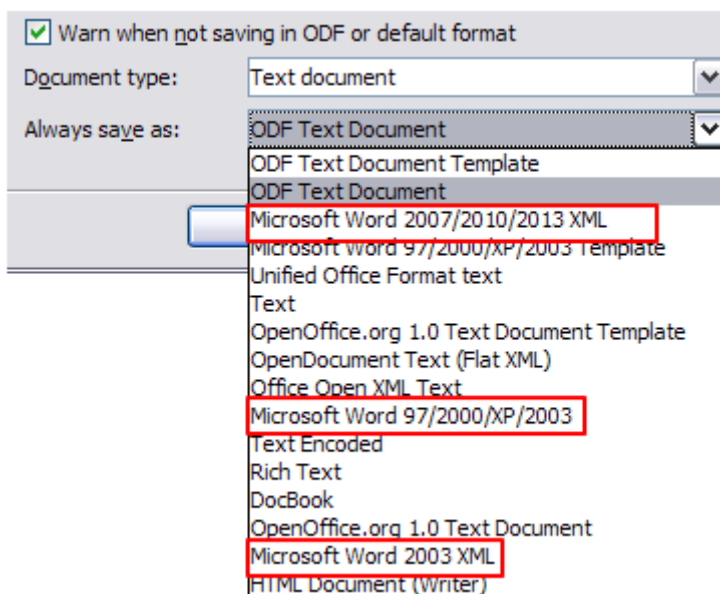 Warn when not saving in ODF or default format
Document type: Text document
Always save as: ODF Text Document
ODF Text Document Template
ODF Text Document
Microsoft Word 2007/2010/2013 XML
Microsoft Word 97/2000/XP/2003 Template
Unified Office Format text
Text
OpenOffice.org 1.0 Text Document Template
OpenDocument Text (Flat XML)
Office Open XML Text
Microsoft Word 97/2000/XP/2003
Text Encoded
Rich Text
DocBook
OpenOffice.org 1.0 Text Document
Microsoft Word 2003 XML
HTML Document (Writer)